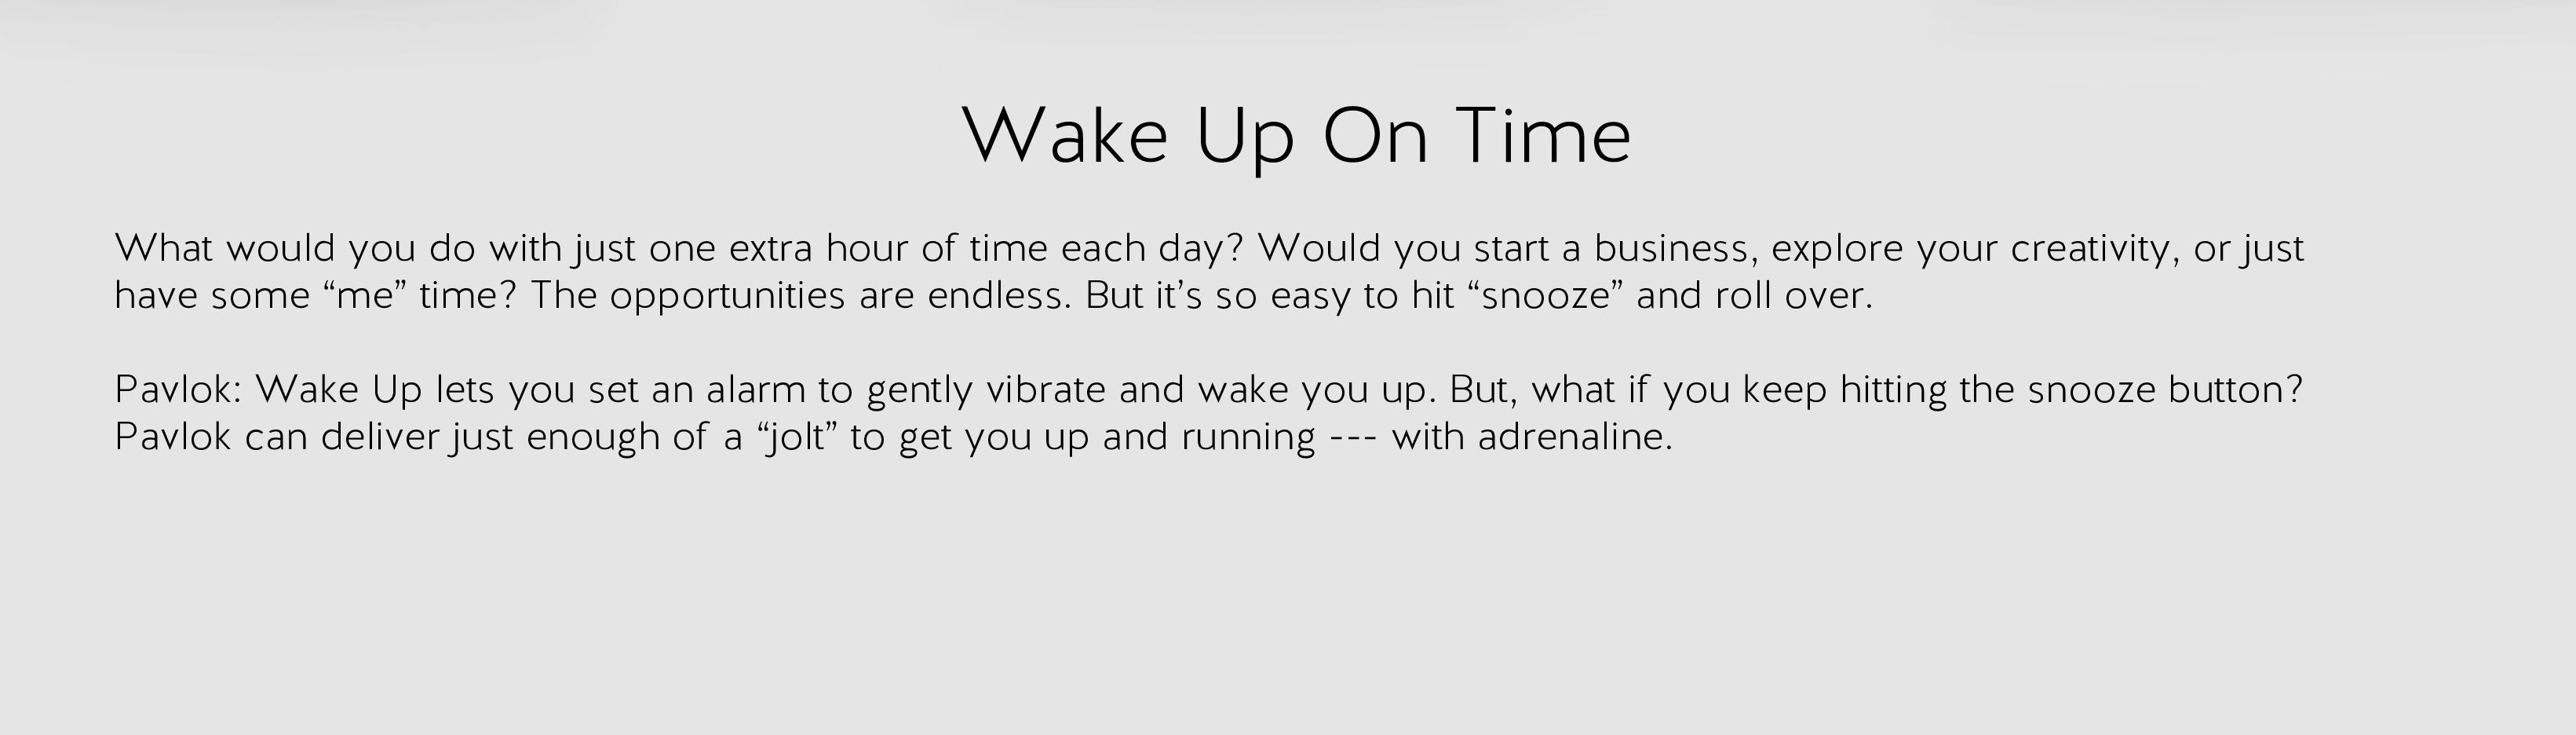 Wake Up On Time
What would you do with just one extra hour of time each day? Would you start a business, explore your creativity, or just
have some “me” time? The opportunities are endless. But it’s so easy to hit “snooze” and roll over.
Pavlok: Wake Up lets you set an alarm to gently vibrate and wake you up. But, what if you keep hitting the snooze button?
Pavlok can deliver just enough of a “jolt” to get you up and running --- with adrenaline.